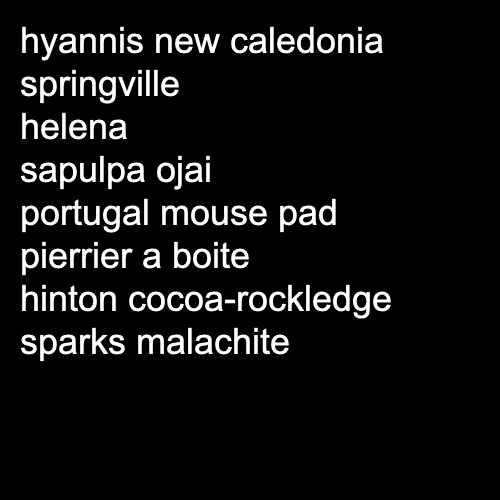 hyannis new caledonia
springville
helena
sapulpa ojai
portugal mouse pad
pierrier a boite
hinton cocoa-rockledge
sparks malachite